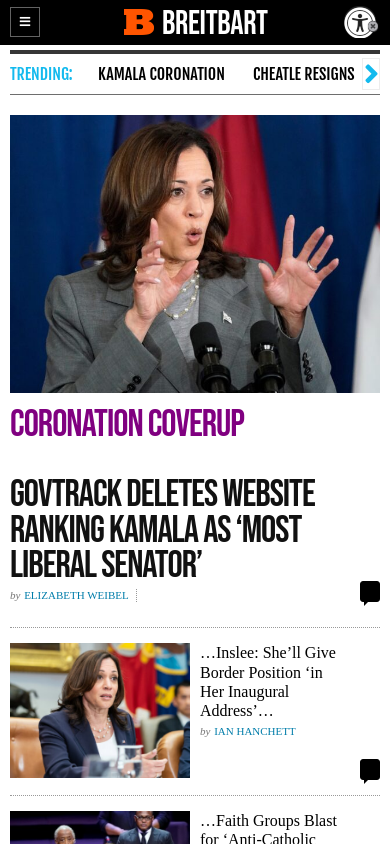 BREITBART
TRENDING: KAMALA CORONATION CHEATLE RESIGNS
CORONATION COVERUP
GOVTRACK DELETES WEBSITE
RANKING KAMALA AS ‘MOST
LIBERAL SENATOR’
by ELIZABETH WEIBEL
…Inslee: She’ll Give
Border Position ‘in
Her Inaugural
Address’…
by IAN HANCHETT
…Faith Groups Blast
for ‘Anti-Catholic